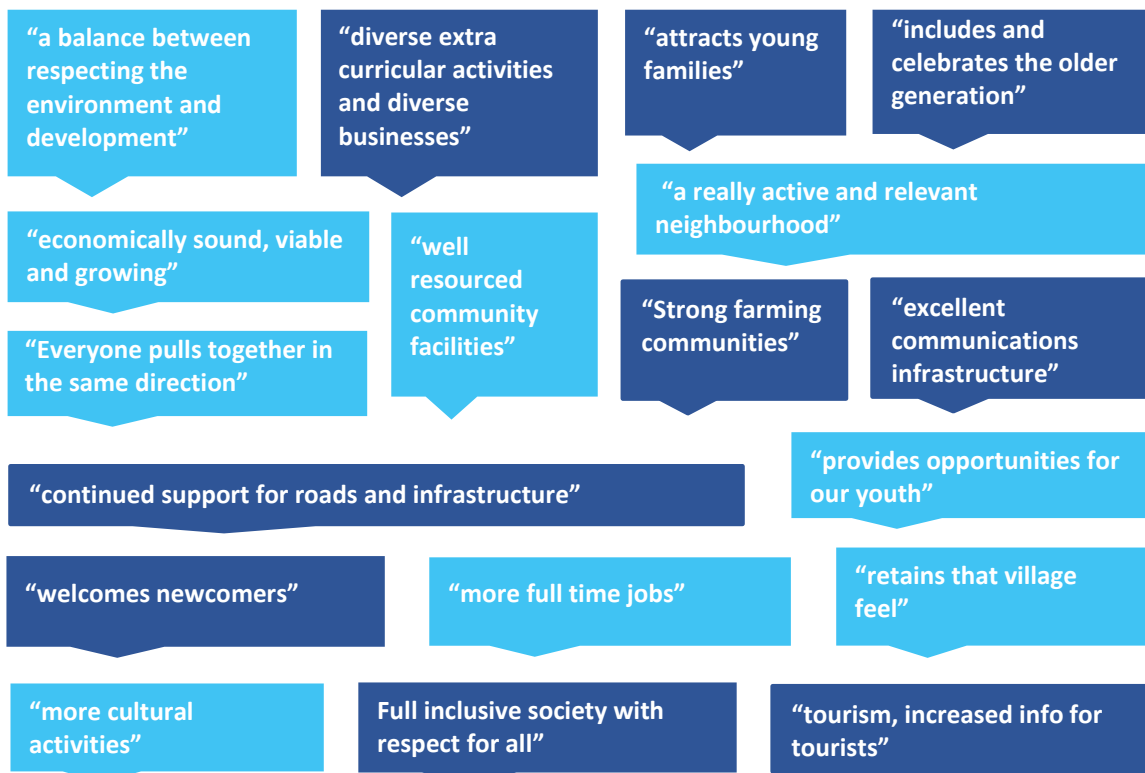 “a balance between
respecting the
environment and
development”
“diverse extra
curricular activities
and diverse
businesses”
“attracts young
families”
“includes and
celebrates the older
generation”
“a really active and relevant
neighbourhood”
“economically sound, viable
and growing”
“well
resourced
community
facilities”
“Strong farming
communities”
“excellent
communications
infrastructure”
“Everyone pulls together in
the same direction”
“continued support for roads and infrastructure”
“provides opportunities for
our youth”
“welcomes newcomers”
“more full time jobs”
“retains that village
feel”
“more cultural
activities”
Full inclusive society with
respect for all”
“tourism, increased info for
tourists”